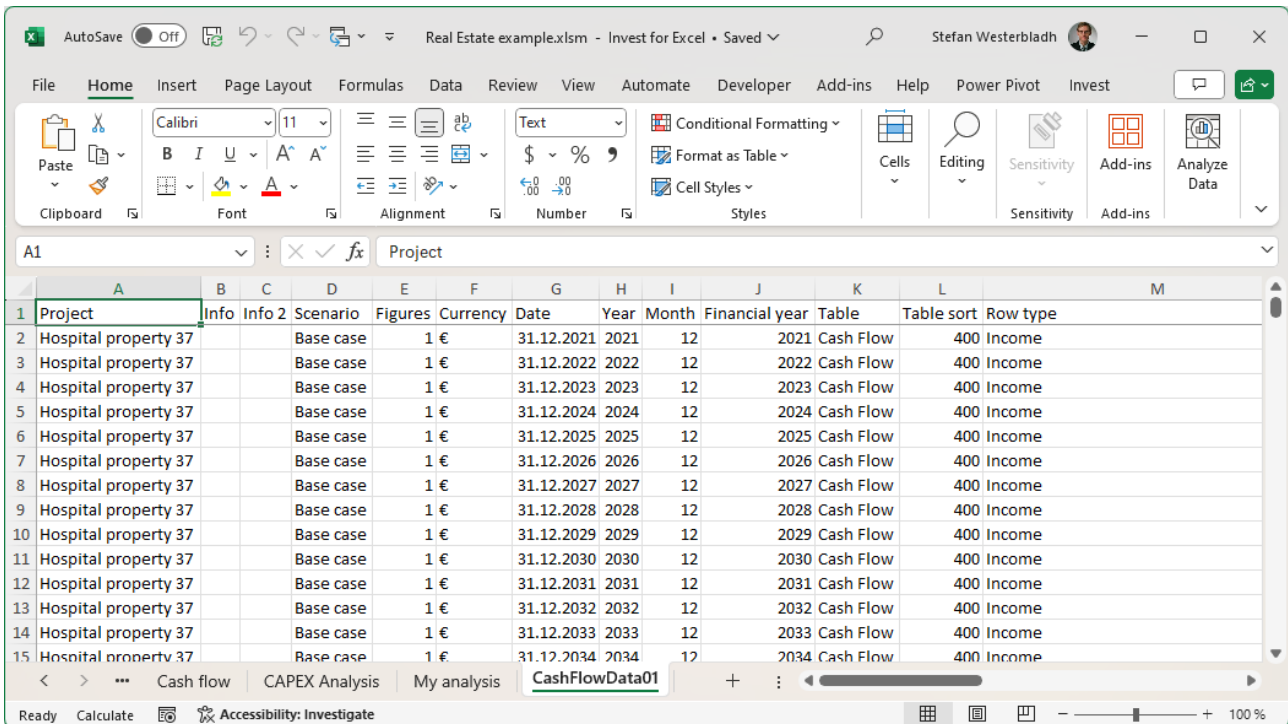 AutoSave Off Real Estate example.xlsm - Invest for Excel • Saved Stefan Westerbladh
File Home Insert Page Layout Formulas Data Review View Automate Developer Add-ins Help Power Pivot Invest
Calibri 11 ab Text Conditional Formatting
Paste B I U A A $ % Format as Table Cells Editing Sensitivity Add-ins Analyze Data
A Cell Styles
Clipboard Font Alignment Number Styles Sensitivity Add-ins
A1 fx Project
A B C D E F G H I J K L M
1 Project Info Info 2 Scenario Figures Currency Date Year Month Financial year Table Table sort Row type
2 Hospital property 37 Base case 1 € 31.12.2021 2021 12 2021 Cash Flow 400 Income
3 Hospital property 37 Base case 1 € 31.12.2022 2022 12 2022 Cash Flow 400 Income
4 Hospital property 37 Base case 1 € 31.12.2023 2023 12 2023 Cash Flow 400 Income
5 Hospital property 37 Base case 1 € 31.12.2024 2024 12 2024 Cash Flow 400 Income
6 Hospital property 37 Base case 1 € 31.12.2025 2025 12 2025 Cash Flow 400 Income
7 Hospital property 37 Base case 1 € 31.12.2026 2026 12 2026 Cash Flow 400 Income
8 Hospital property 37 Base case 1 € 31.12.2027 2027 12 2027 Cash Flow 400 Income
9 Hospital property 37 Base case 1 € 31.12.2028 2028 12 2028 Cash Flow 400 Income
10 Hospital property 37 Base case 1 € 31.12.2029 2029 12 2029 Cash Flow 400 Income
11 Hospital property 37 Base case 1 € 31.12.2030 2030 12 2030 Cash Flow 400 Income
12 Hospital property 37 Base case 1 € 31.12.2031 2031 12 2031 Cash Flow 400 Income
13 Hospital property 37 Base case 1 € 31.12.2032 2032 12 2032 Cash Flow 400 Income
14 Hospital property 37 Base case 1 € 31.12.2033 2033 12 2033 Cash Flow 400 Income
15 Hospital property 37 Base case 1 € 31.12.2034 2034 12 2034 Cash Flow 400 Income
Cash flow CAPEX Analysis My analysis CashFlowData01
Ready Calculate Accessibility: Investigate 100 %